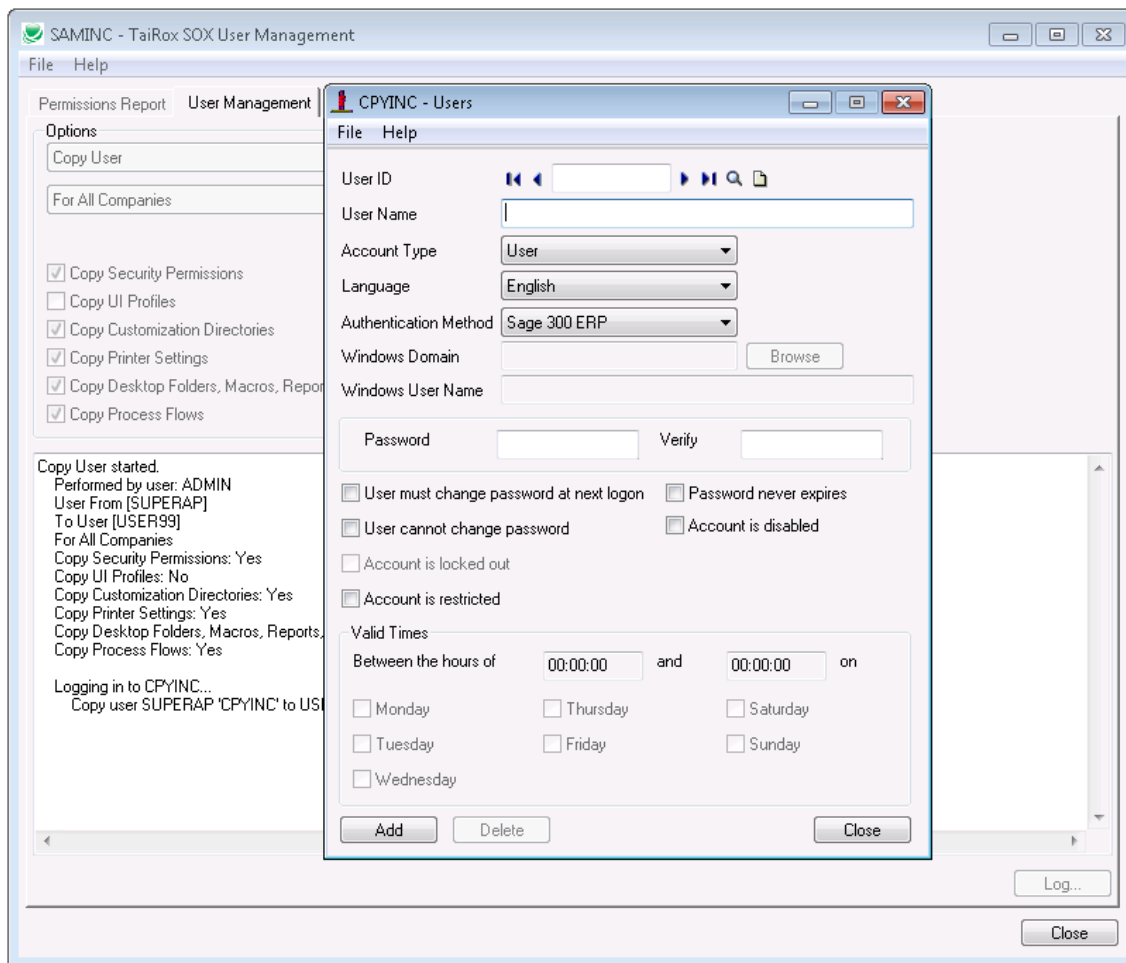 SAMINC - TaiRox SOX User Management
File Help
Permissions Report User Management
Options
Copy User
For All Companies
Copy Security Permissions
Copy UI Profiles
Copy Customization Directories
Copy Printer Settings
Copy Desktop Folders, Macros, Repor
Copy Process Flows
Copy User started.
Performed by user: ADMIN
User From [SUPERAP]
To User [USER99]
For All Companies
Copy Security Permissions: Yes
Copy UI Profiles: No
Copy Customization Directories: Yes
Copy Printer Settings: Yes
Copy Desktop Folders, Macros, Reports,
Copy Process Flows: Yes
Logging in to CPYINC...
Copy user SUPERAP 'CPYINC' to USI
CPYINC - Users
File Help
User ID
User Name
Account Type User
Language English
Authentication Method Sage 300 ERP
Windows Domain Browse
Windows User Name
Password Verify
User must change password at next logon Password never expires
User cannot change password Account is disabled
Account is locked out
Account is restricted
Valid Times
Between the hours of 00:00:00 and 00:00:00 on
Monday Thursday Saturday
Tuesday Friday Sunday
Wednesday
Add Delete Close
Log...
Close